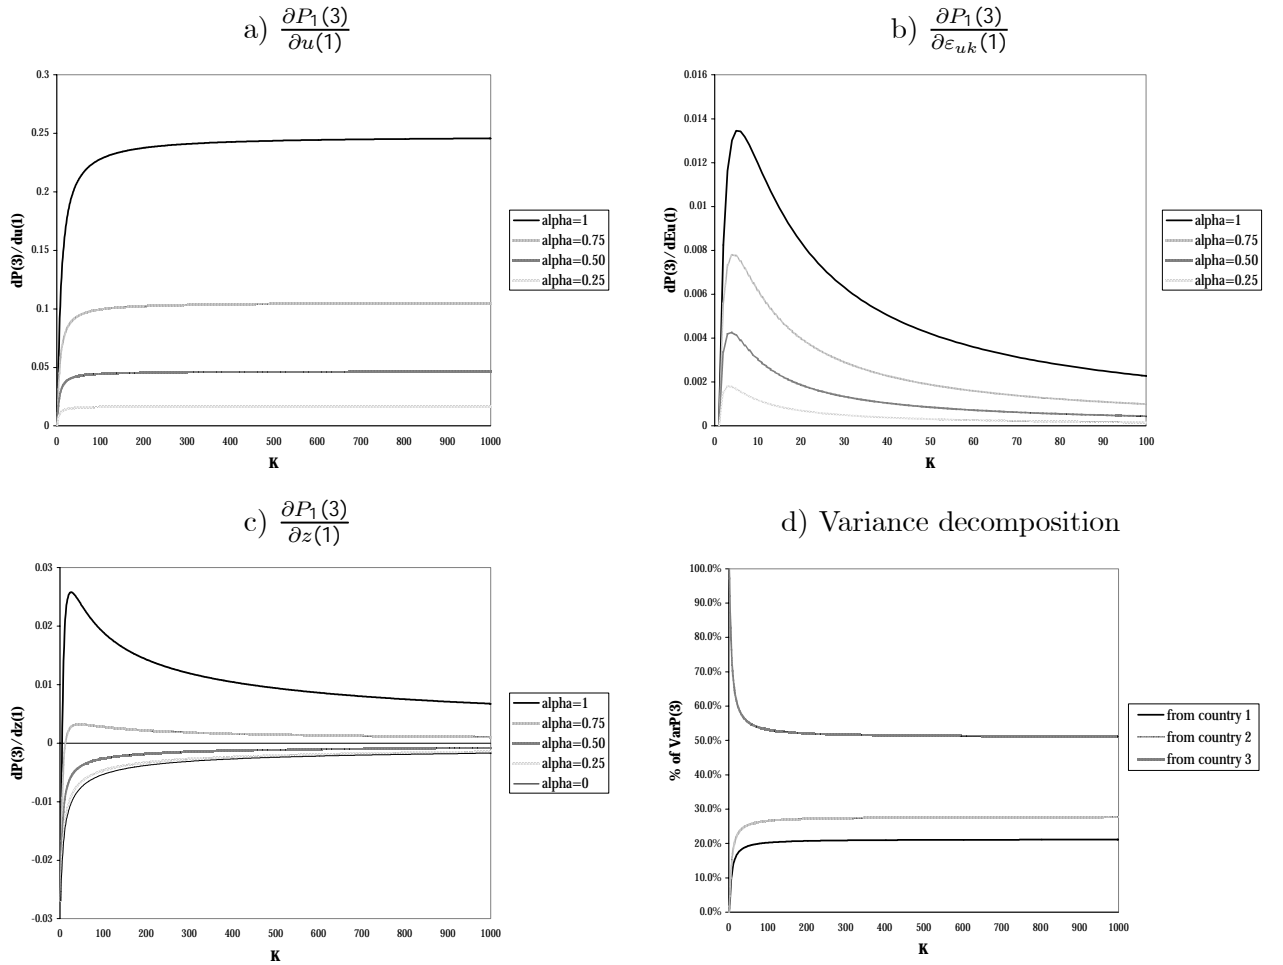 a) ∂P₁(3) / ∂u(1)
0.3
0.25
0.2
0.15
0.1
0.05
0
dP(3)/du(1)
0 100 200 300 400 500 600 700 800 900 1000
K
alpha=1
alpha=0.75
alpha=0.50
alpha=0.25
b) ∂P₁(3) / ∂ε_{uk}(1)
0.016
0.014
0.012
0.01
0.008
0.006
0.004
0.002
0
dP(3)/dEu(1)
0 10 20 30 40 50 60 70 80 90 100
K
alpha=1
alpha=0.75
alpha=0.50
alpha=0.25
c) ∂P₁(3) / ∂z(1)
0.03
0.02
0.01
0
-0.01
-0.02
-0.03
dP(3)/dz(1)
0 100 200 300 400 500 600 700 800 900 1000
K
alpha=1
alpha=0.75
alpha=0.50
alpha=0.25
alpha=0
d) Variance decomposition
100.0%
90.0%
80.0%
70.0%
60.0%
50.0%
40.0%
30.0%
20.0%
10.0%
0.0%
% of VarP(3)
0 100 200 300 400 500 600 700 800 900 1000
K
from country 1
from country 2
from country 3